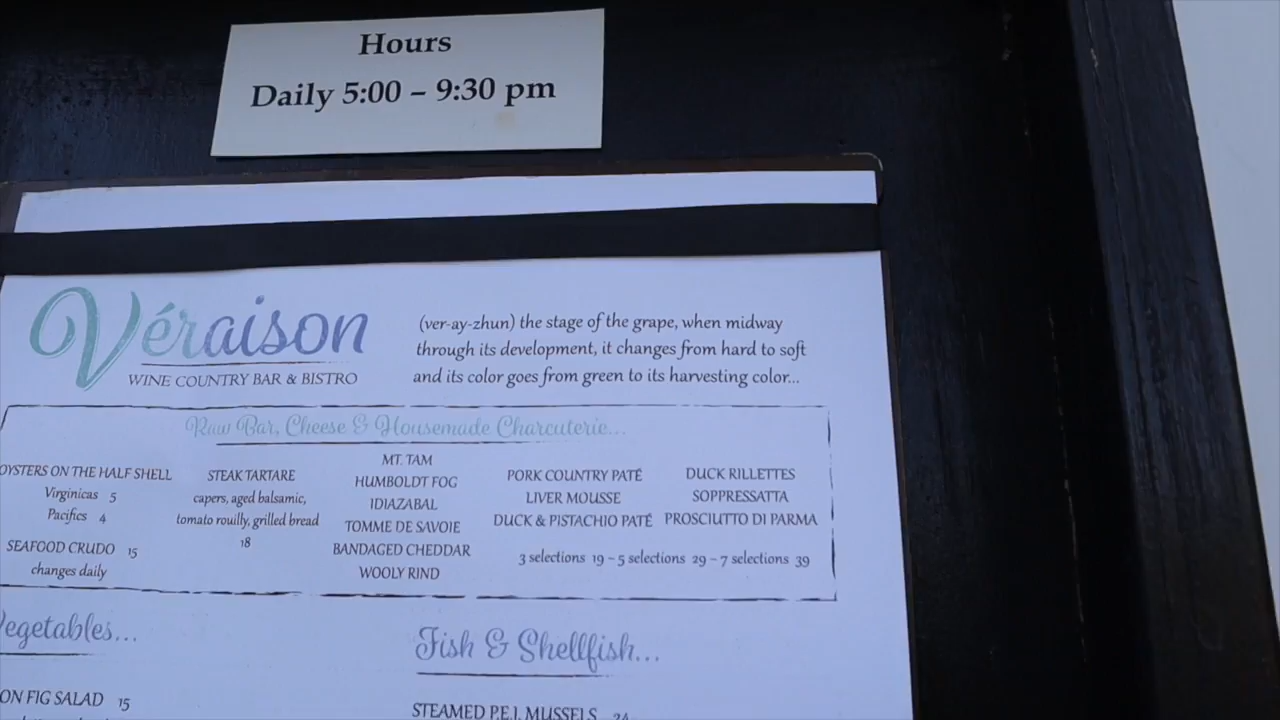 Hours
Daily 5:00 – 9:30 pm
Véraison
WINE COUNTRY BAR & BISTRO
(ver-ay-zhun) the stage of the grape, when midway
through its development, it changes from hard to soft
and its color goes from green to its harvesting color...
Raw Bar, Cheese & Housemade Charcuterie...
OYSTERS ON THE HALF SHELL
Virginicas 5
Pacifics 4
SEAFOOD CRUDO 15
changes daily
STEAK TARTARE
capers, aged balsamic,
tomato rouilly, grilled bread
18
MT. TAM
HUMBOLDT FOG
IDIAZABAL
TOMME DE SAVOIE
BANDAGED CHEDDAR
WOOLY RIND
PORK COUNTRY PATÉ
LIVER MOUSSE
DUCK & PISTACHIO PATÉ
DUCK RILLETTES
SOPPRESSATTA
PROSCIUTTO DI PARMA
3 selections 19 – 5 selections 29 – 7 selections 39
Vegetables...
ON FIG SALAD 15
Fish & Shellfish...
STEAMED P.E.I. MUSSELS 24